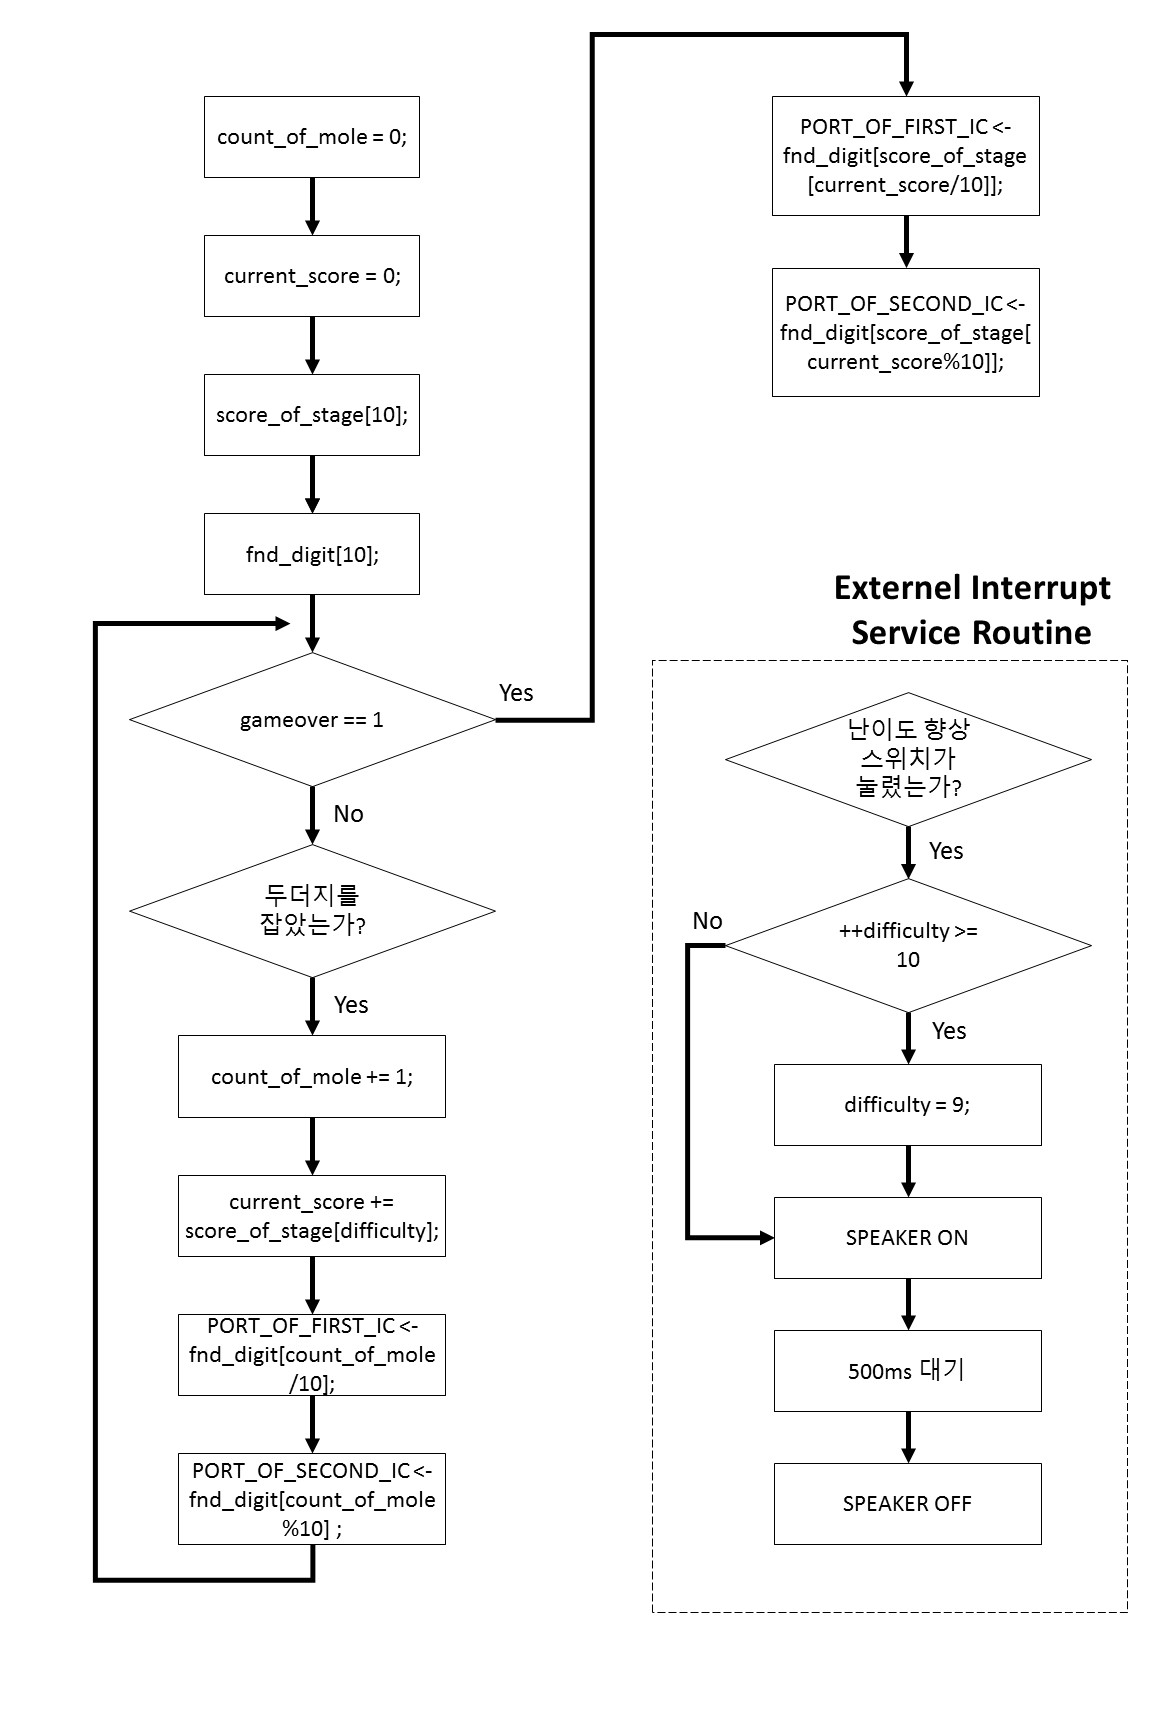 count_of_mole = 0;
current_score = 0;
score_of_stage[10];
fnd_digit[10];
gameover == 1
Yes
No
두더지를
잡았는가?
Yes
count_of_mole += 1;
current_score +=
score_of_stage[difficulty];
PORT_OF_FIRST_IC <-
fnd_digit[count_of_mole
/10];
PORT_OF_SECOND_IC <-
fnd_digit[count_of_mole
%10] ;
PORT_OF_FIRST_IC <-
fnd_digit[score_of_stage
[current_score/10]];
PORT_OF_SECOND_IC <-
fnd_digit[score_of_stage[
current_score%10]];
Externel Interrupt
Service Routine
난이도 향상
스위치가
눌렸는가?
Yes
++difficulty >=
10
No
Yes
difficulty = 9;
SPEAKER ON
500ms 대기
SPEAKER OFF